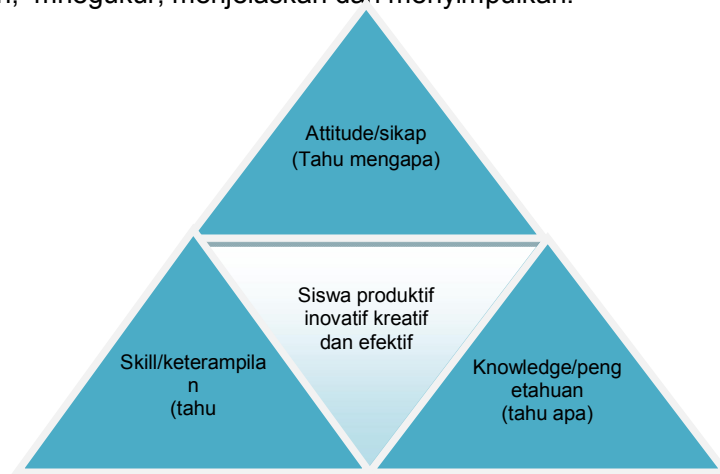 mnegukur, menjelaskan dan menyimpulkan.
Attitude/sikap
(Tahu mengapa)
Siswa produktif
inovatif kreatif
dan efektif
Skill/keterampila
n
(tahu
Knowledge/peng
etahuan
(tahu apa)